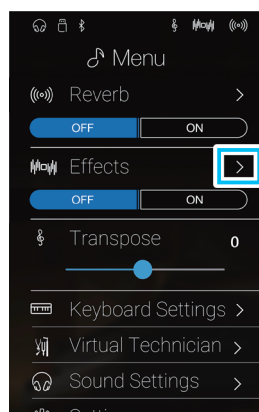 Menu
Reverb
OFF ON
Effects
OFF ON
Transpose 0
Keyboard Settings
Virtual Technician
Sound Settings